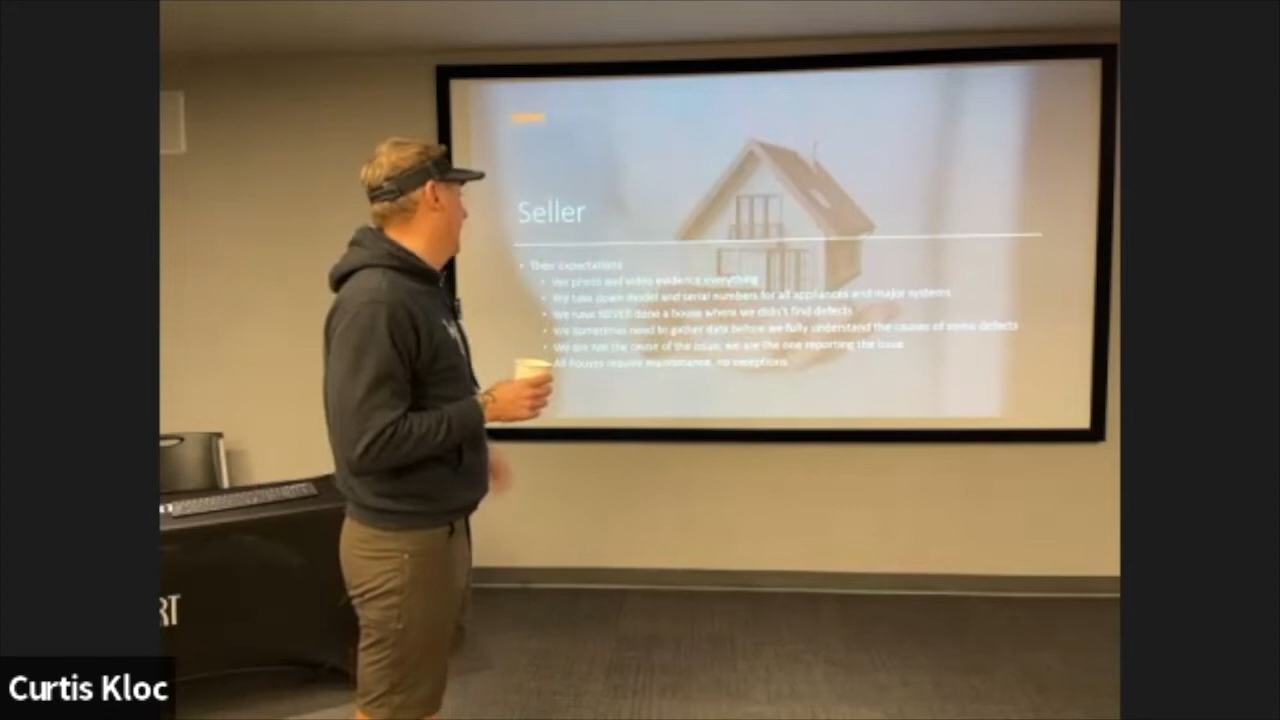 Seller
• Their expectations
• We photo and video evidence everything
• We take down model and serial numbers for all appliances and major systems
• We have NEVER done a house where we didn't find defects
• We sometimes need to gather data before we fully understand the causes of some defects
• We are not the cause of the issue, we are the one reporting the issue
All houses require maintenance, no exceptions
RT
Curtis Kloc